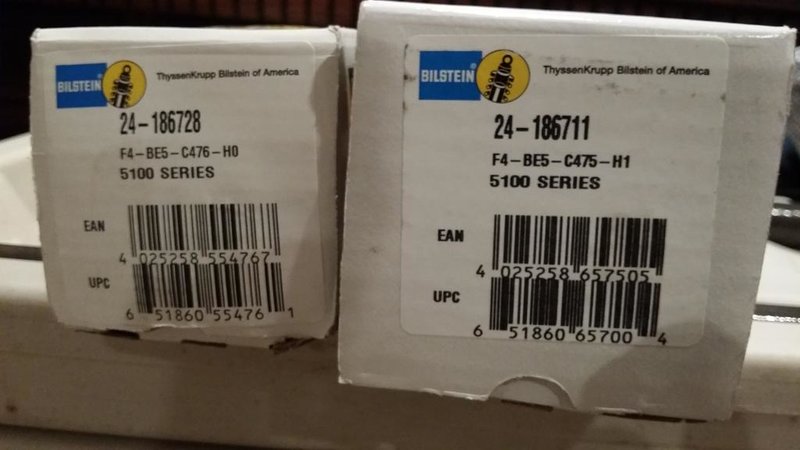 BILSTEIN
ThyssenKrupp Bilstein of America
24-186728
F4-BE5-C476-H0
5100 SERIES
EAN
4 025258 554767
UPC
6 51860 55476 1
BILSTEIN
ThyssenKrupp Bilstein of America
24-186711
F4-BE5-C475-H1
5100 SERIES
EAN
4 025258 657505
UPC
6 51860 65700 4